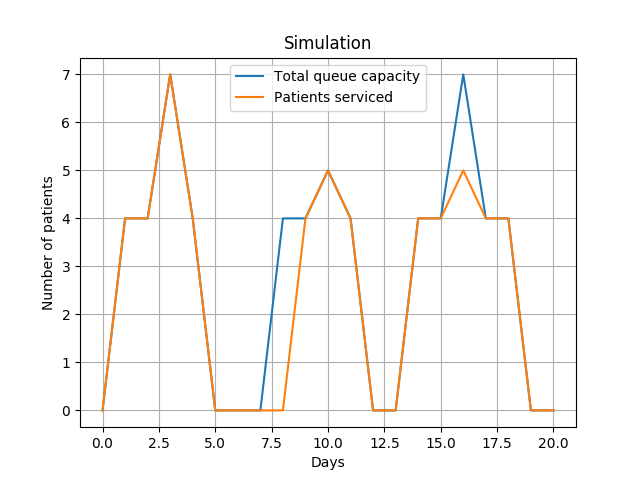 Simulation
Total queue capacity
Patients serviced
7
6
5
4
3
2
1
0
Number of patients
0.0 2.5 5.0 7.5 10.0 12.5 15.0 17.5 20.0
Days